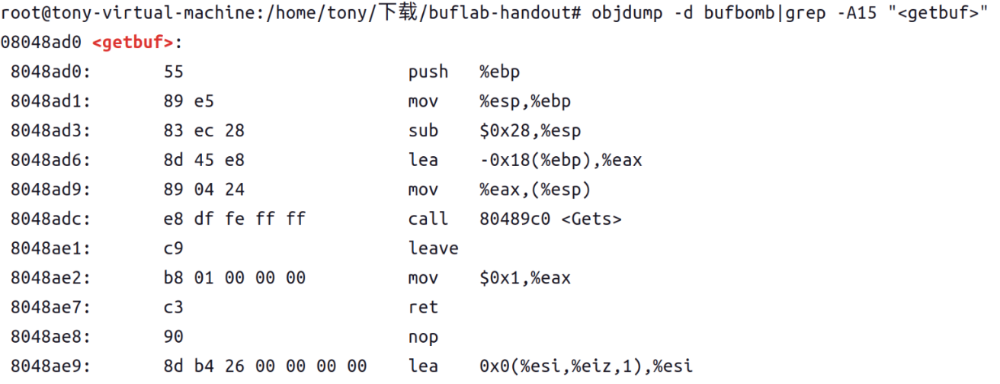 root@tony-virtual-machine:/home/tony/下载/buflab-handout# objdump -d bufbomb|grep -A15 "<getbuf>"
08048ad0 <getbuf>:
 8048ad0:	55	push   %ebp
 8048ad1:	89 e5	mov    %esp,%ebp
 8048ad3:	83 ec 28	sub    $0x28,%esp
 8048ad6:	8d 45 e8	lea    -0x18(%ebp),%eax
 8048ad9:	89 04 24	mov    %eax,(%esp)
 8048adc:	e8 df fe ff ff	call   80489c0 <Gets>
 8048ae1:	c9	leave
 8048ae2:	b8 01 00 00 00	mov    $0x1,%eax
 8048ae7:	c3	ret
 8048ae8:	90	nop
 8048ae9:	8d b4 26 00 00 00 00	lea    0x0(%esi,%eiz,1),%esi